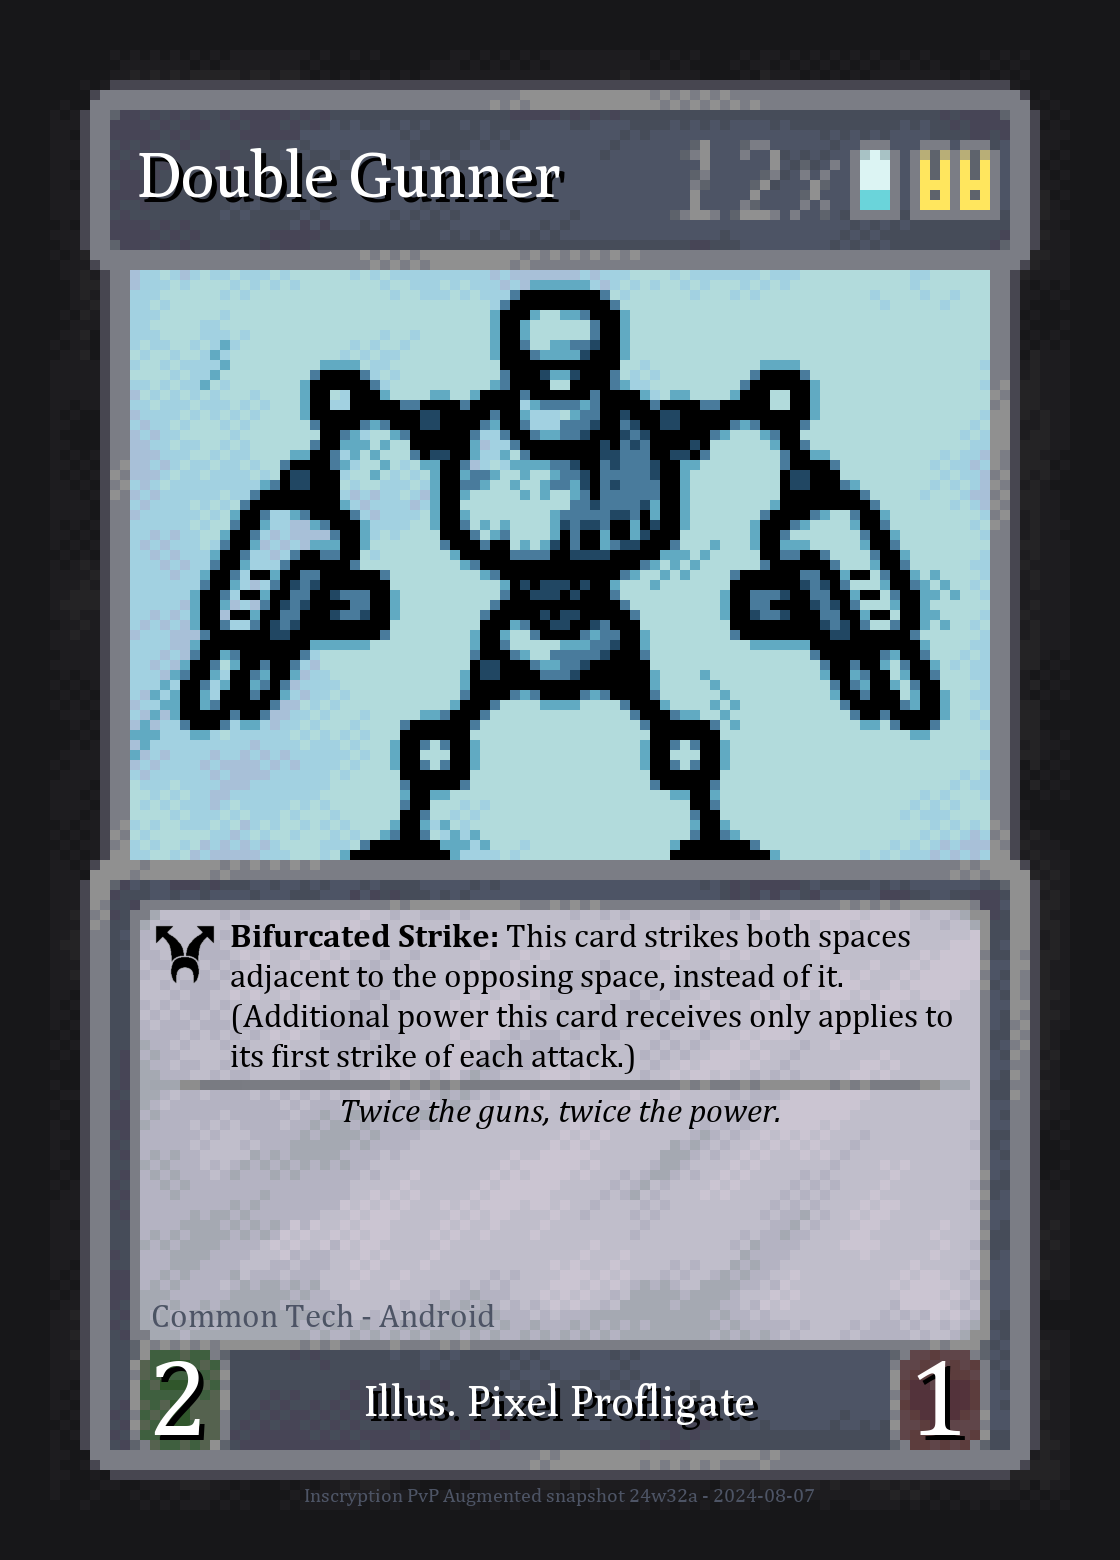 Double Gunner
12x
Bifurcated Strike: This card strikes both spaces
adjacent to the opposing space, instead of it.
(Additional power this card receives only applies to
its first strike of each attack.)
Twice the guns, twice the power.
Common Tech - Android
2
Illus. Pixel Profligate
1
Inscryption PvP Augmented snapshot 24w32a - 2024-08-07